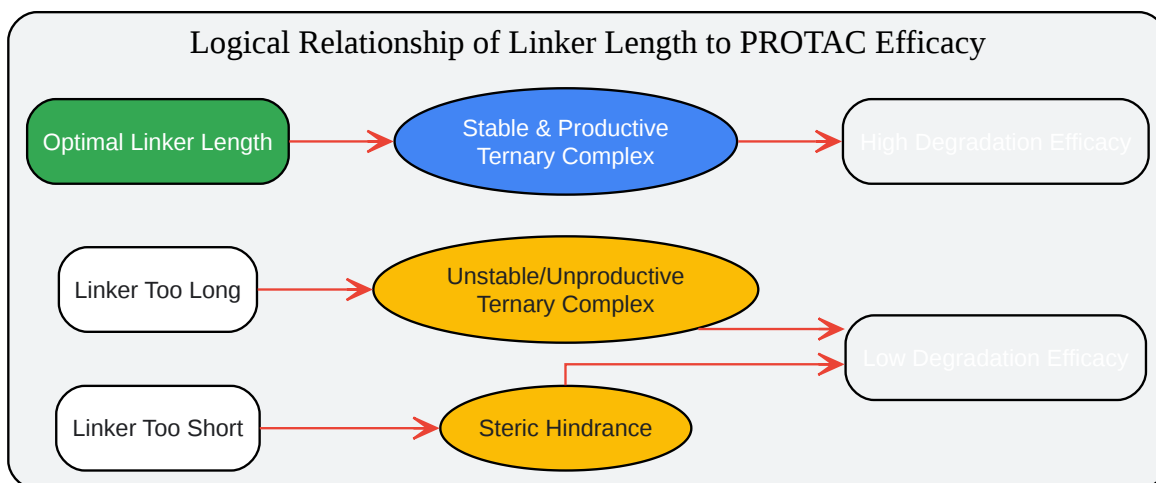 Logical Relationship of Linker Length to PROTAC Efficacy
Optimal Linker Length
Stable & Productive
Ternary Complex
High Degradation Efficacy
Linker Too Long
Unstable/Unproductive
Ternary Complex
Low Degradation Efficacy
Linker Too Short
Steric Hindrance